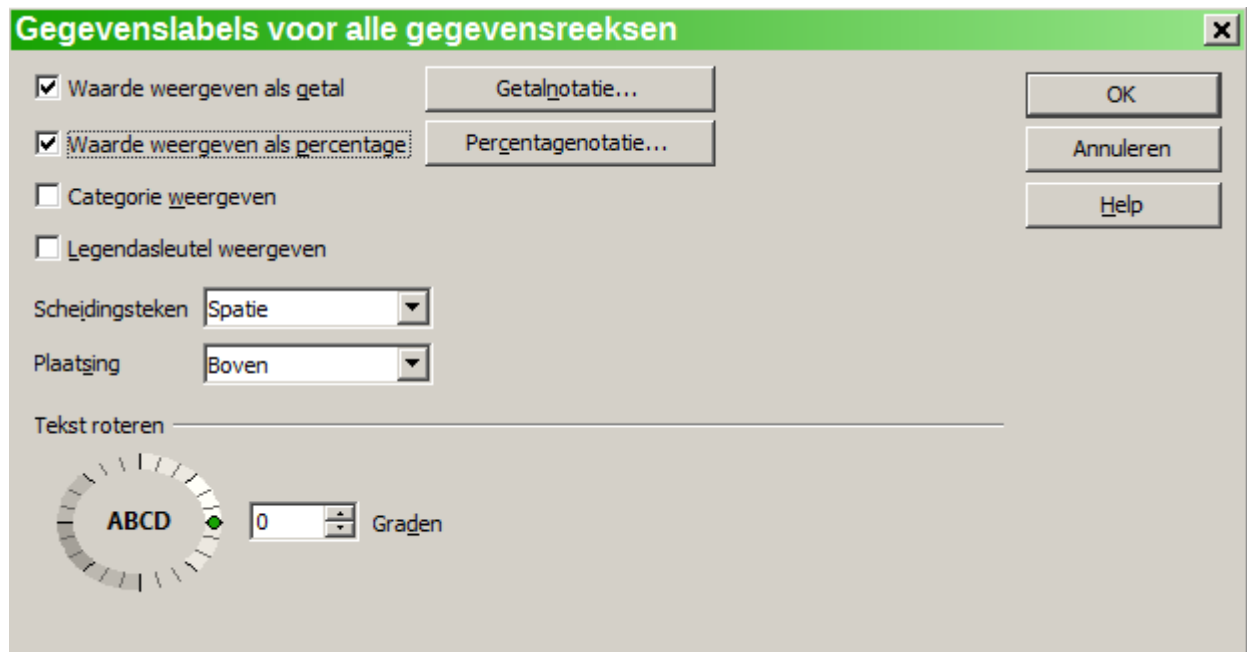 Gegevenslabels voor alle gegevensreeksen
Waarde weergeven als getal
Getalnotatie...
OK
Waarde weergeven als percentage
Percentagenotatie...
Annuleren
Categorie weergeven
Help
Legendasleutel weergeven
Scheidingsteken
Spatie
Plaatsing
Boven
Tekst roteren
ABCD
0
Graden